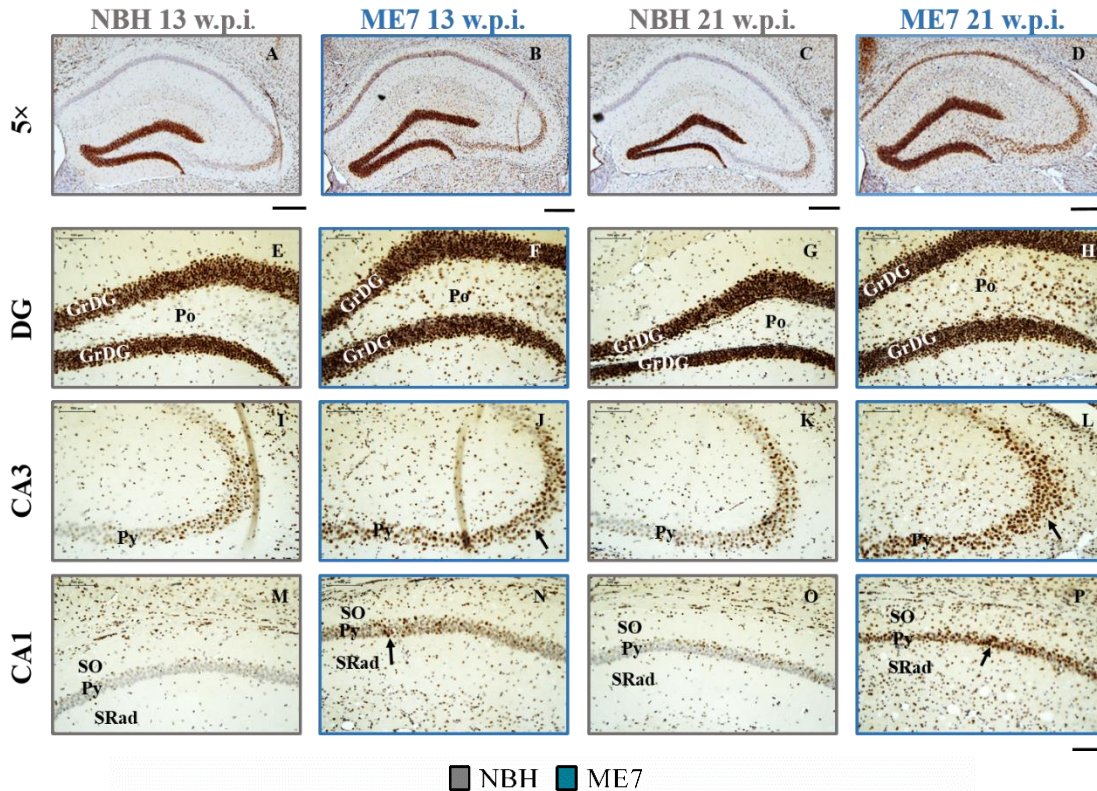 NBH 13 w.p.i. ME7 13 w.p.i. NBH 21 w.p.i. ME7 21 w.p.i.
5×
A B C D
DG
E F G H
GrDG GrDG GrDG GrDG
Po Po Po Po
GrDG GrDG GrDG GrDG
CA3
I J K L
Py Py Py Py
CA1
M N O P
SO SO SO SO
Py Py Py Py
SRad SRad SRad SRad
NBH ME7